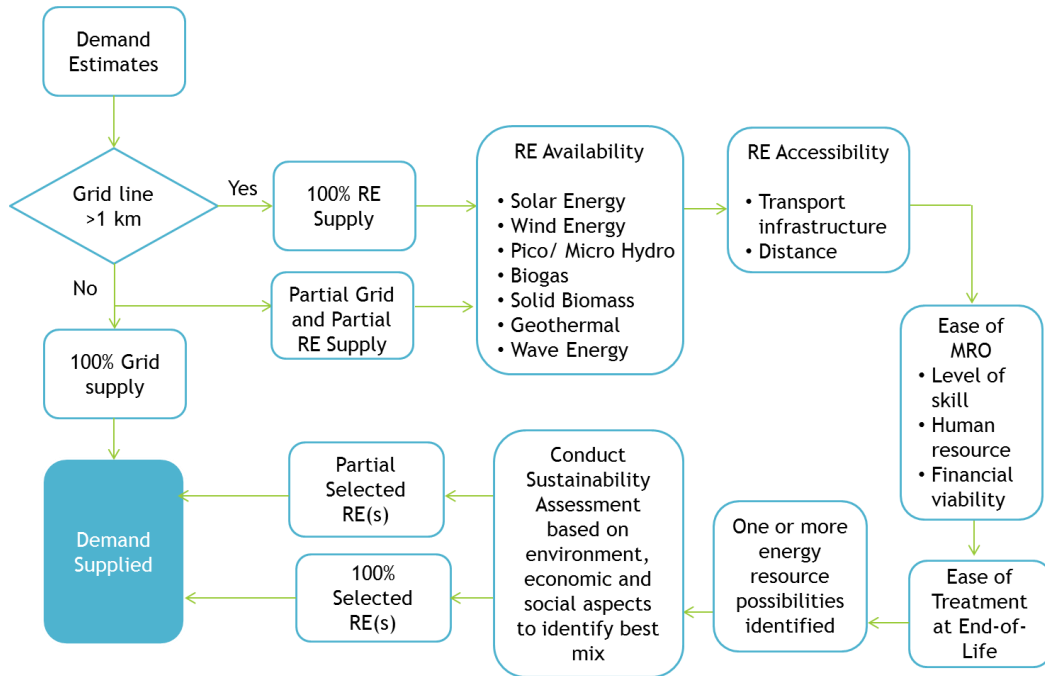 Demand
Estimates
Grid line
>1 km
Yes
No
100% RE
Supply
Partial Grid
and Partial
RE Supply
100% Grid
supply
RE Availability
• Solar Energy
• Wind Energy
• Pico/ Micro Hydro
• Biogas
• Solid Biomass
• Geothermal
• Wave Energy
RE Accessibility
• Transport
infrastructure
• Distance
Ease of
MRO
• Level of
skill
• Human
resource
• Financial
viability
Ease of
Treatment
at End-of-
Life
One or more
energy
resource
possibilities
identified
Conduct
Sustainability
Assessment
based on
environment,
economic and
social aspects
to identify best
mix
Partial
Selected
RE(s)
100%
Selected
RE(s)
Demand
Supplied